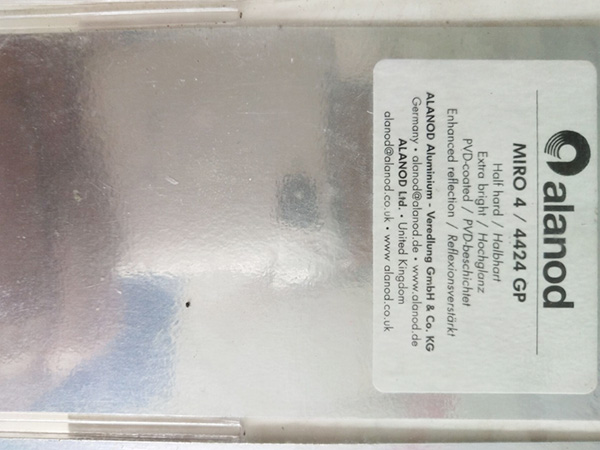 alanod
MIRO 4 / 4424 GP
Half hard / Halbhart
Extra bright / Hochglanz
PVD-coated / PVD-beschichtet
Enhanced reflection / Reflexionsverstärkt
ALANOD Aluminium - Veredlung GmbH & Co. KG
Germany • alanod@alanod.de • www.alanod.de
ALANOD Ltd. • United Kingdom
alanod@alanod.co.uk • www.alanod.co.uk